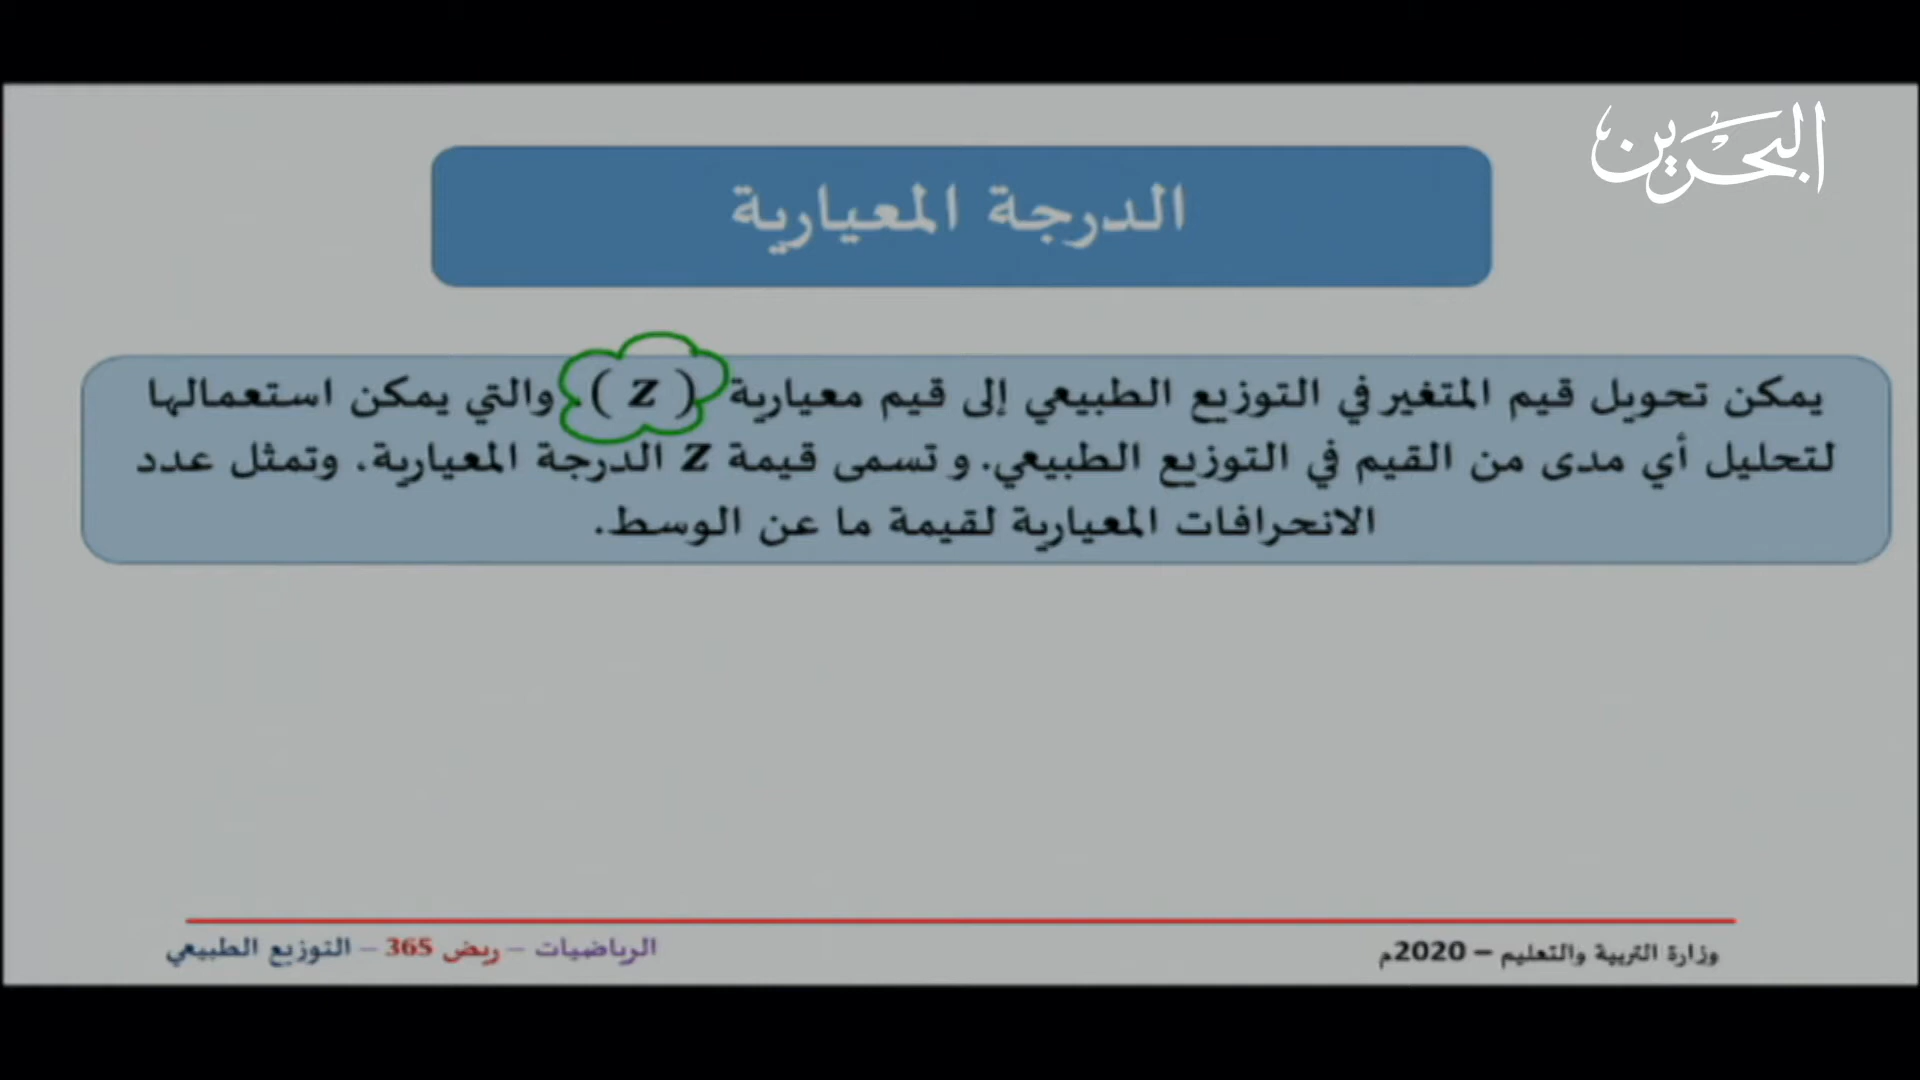 البحرين
الدرجة المعيارية
يمكن تحويل قيم المتغير في التوزيع الطبيعي إلى قيم معيارية ( z ) والتي يمكن استعمالها
لتحليل أي مدى من القيم في التوزيع الطبيعي. و تسمى قيمة z الدرجة المعيارية، وتمثل عدد
الانحرافات المعيارية لقيمة ما عن الوسط.
وزارة التربية والتعليم – 2020م
الرياضيات – ريض 365 – التوزيع الطبيعي